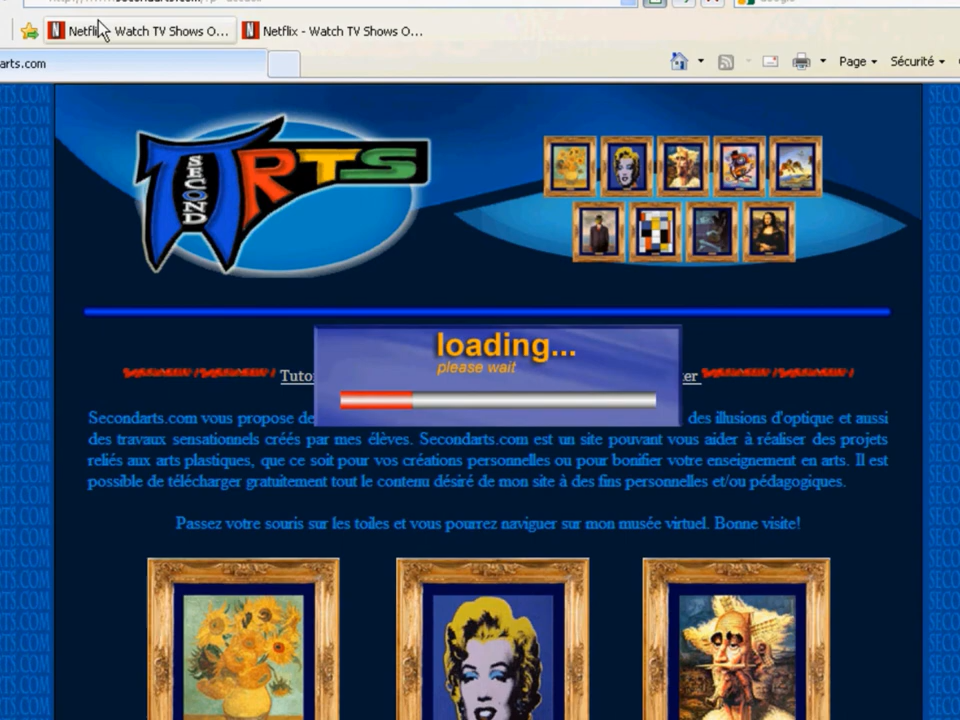 Netflix - Watch TV Shows O... Netflix - Watch TV Shows O...
arts.com
Page Sécurité
SECOND ARTS
loading...
please wait
Tuto er
Secondarts.com vous propose de des illusions d'optique et aussi
des travaux sensationnels créés par mes élèves. Secondarts.com est un site pouvant vous aider à réaliser des projets
reliés aux arts plastiques, que ce soit pour vos créations personnelles ou pour bonifier votre enseignement en arts. Il est
possible de télécharger gratuitement tout le contenu désiré de mon site à des fins personnelles et/ou pédagogiques.
Passez votre souris sur les toiles et vous pourrez naviguer sur mon musée virtuel. Bonne visite!